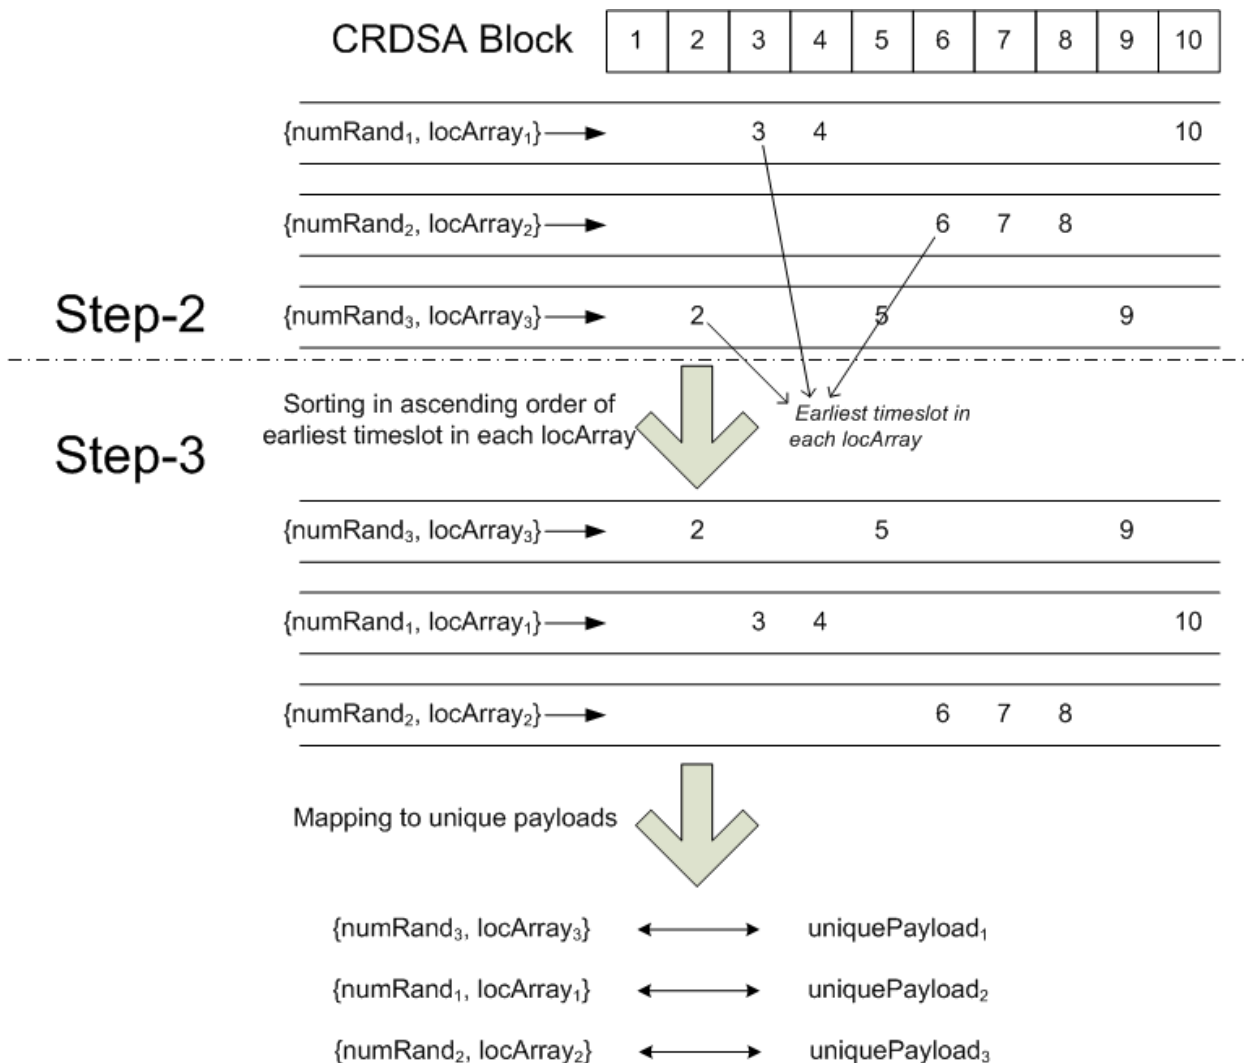 CRDSA Block 1 2 3 4 5 6 7 8 9 10
{numRand₁, locArray₁} 3 4 10
{numRand₂, locArray₂} 6 7 8
Step-2 {numRand₃, locArray₃} 2 5 9
Sorting in ascending order of
earliest timeslot in each locArray
Earliest timeslot in
each locArray
Step-3
{numRand₃, locArray₃} 2 5 9
{numRand₁, locArray₁} 3 4 10
{numRand₂, locArray₂} 6 7 8
Mapping to unique payloads
{numRand₃, locArray₃} uniquePayload₁
{numRand₁, locArray₁} uniquePayload₂
{numRand₂, locArray₂} uniquePayload₃